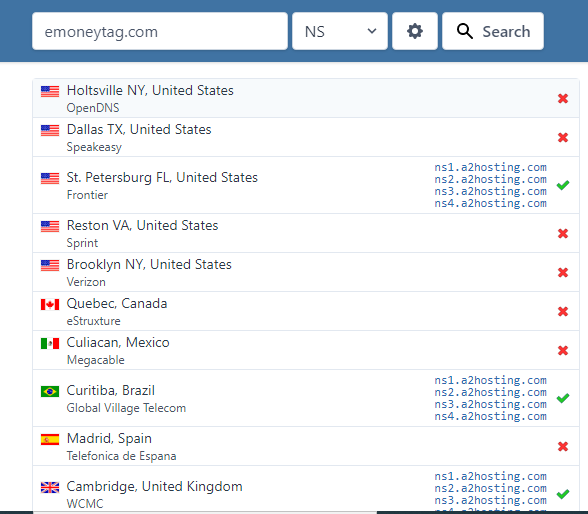 emoneytag.com
NS
Search
Holtsville NY, United States
OpenDNS
Dallas TX, United States
Speakeasy
St. Petersburg FL, United States
Frontier
ns1.a2hosting.com
ns2.a2hosting.com
ns3.a2hosting.com
ns4.a2hosting.com
Reston VA, United States
Sprint
Brooklyn NY, United States
Verizon
Quebec, Canada
eStruxture
Culiacan, Mexico
Megacable
Curitiba, Brazil
Global Village Telecom
ns1.a2hosting.com
ns2.a2hosting.com
ns3.a2hosting.com
ns4.a2hosting.com
Madrid, Spain
Telefonica de Espana
Cambridge, United Kingdom
WCMC
ns1.a2hosting.com
ns2.a2hosting.com
ns3.a2hosting.com